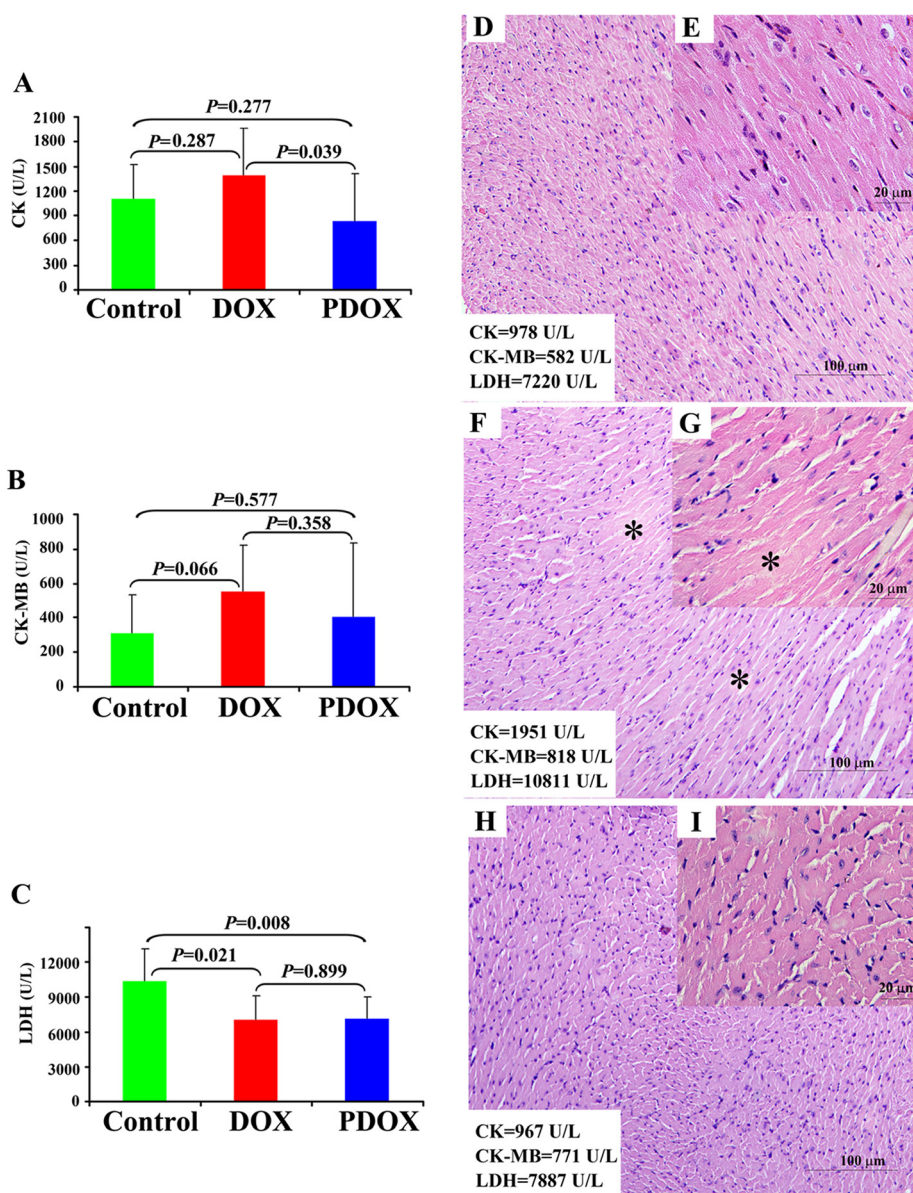 A
P=0.277
P=0.287
P=0.039
CK (U/L)
2100
1800
1500
1200
900
600
300
0
Control DOX PDOX
B
P=0.577
P=0.358
P=0.066
CK-MB (U/L)
1000
800
600
400
200
0
Control DOX PDOX
C
P=0.008
P=0.021
P=0.899
LDH (U/L)
12000
9000
6000
3000
0
Control DOX PDOX
D
E
20 μm
CK=978 U/L
CK-MB=582 U/L
LDH=7220 U/L
100 μm
F
G
*
*
20 μm
*
CK=1951 U/L
CK-MB=818 U/L
LDH=10811 U/L
100 μm
H
I
20 μm
CK=967 U/L
CK-MB=771 U/L
LDH=7887 U/L
100 μm